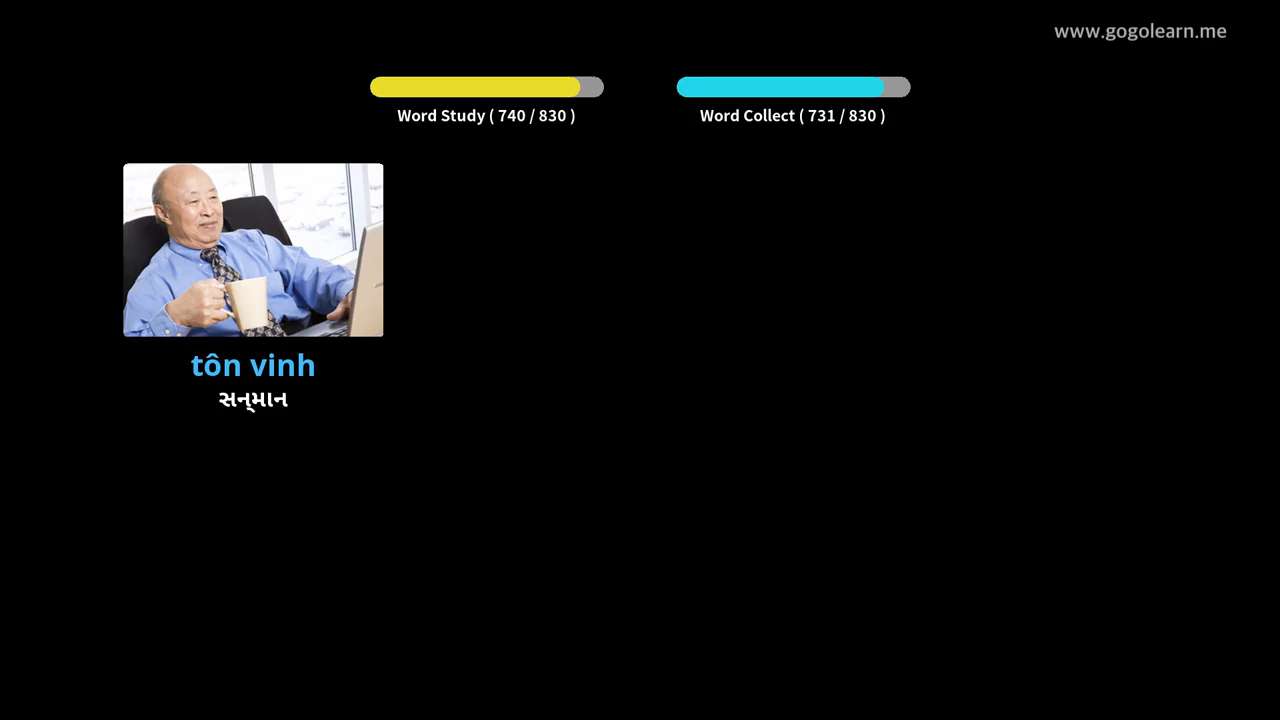 www.gogolearn.me
Word Study ( 740 / 830 )
Word Collect ( 731 / 830 )
tôn vinh
સન્માન